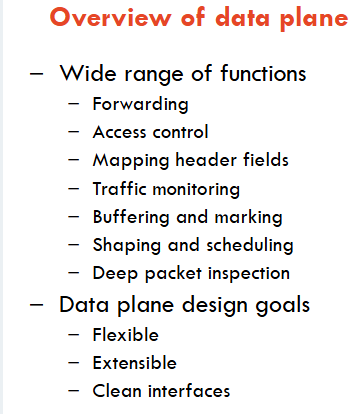 Overview of data plane
– Wide range of functions
– Forwarding
– Access control
– Mapping header fields
– Traffic monitoring
– Buffering and marking
– Shaping and scheduling
– Deep packet inspection
– Data plane design goals
– Flexible
– Extensible
– Clean interfaces